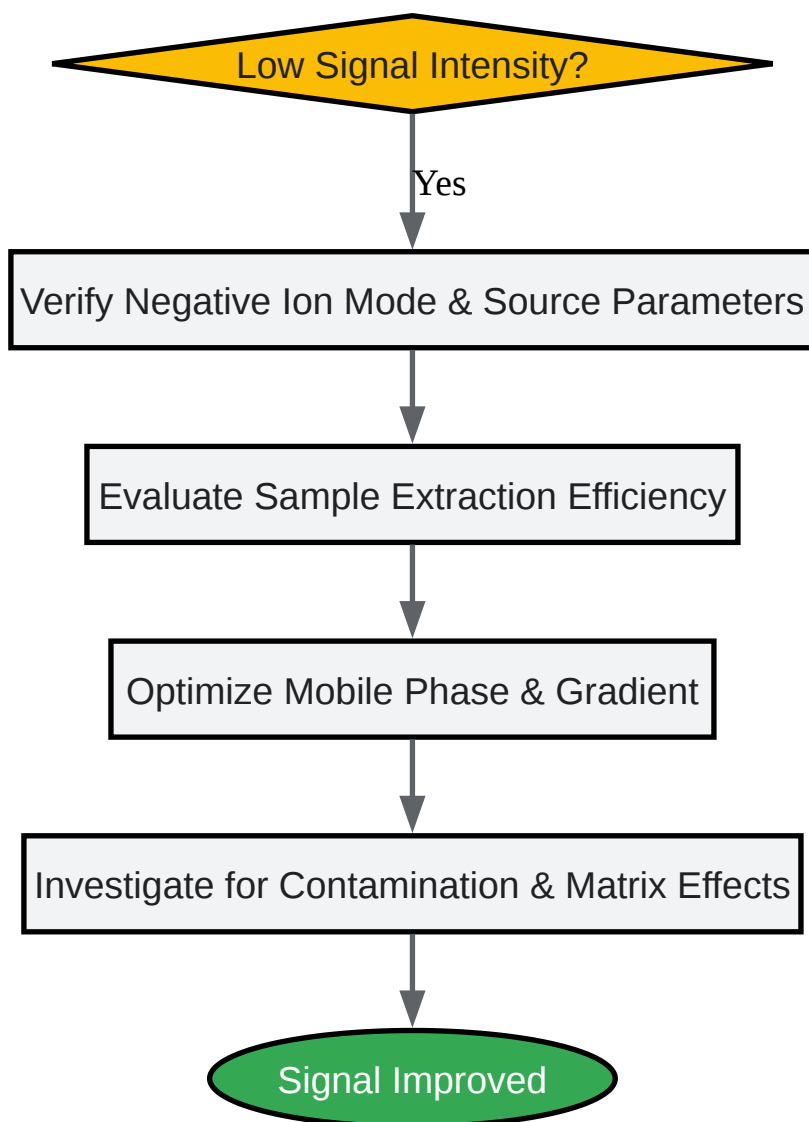 Low Signal Intensity?
Yes
Verify Negative Ion Mode & Source Parameters
Evaluate Sample Extraction Efficiency
Optimize Mobile Phase & Gradient
Investigate for Contamination & Matrix Effects
Signal Improved